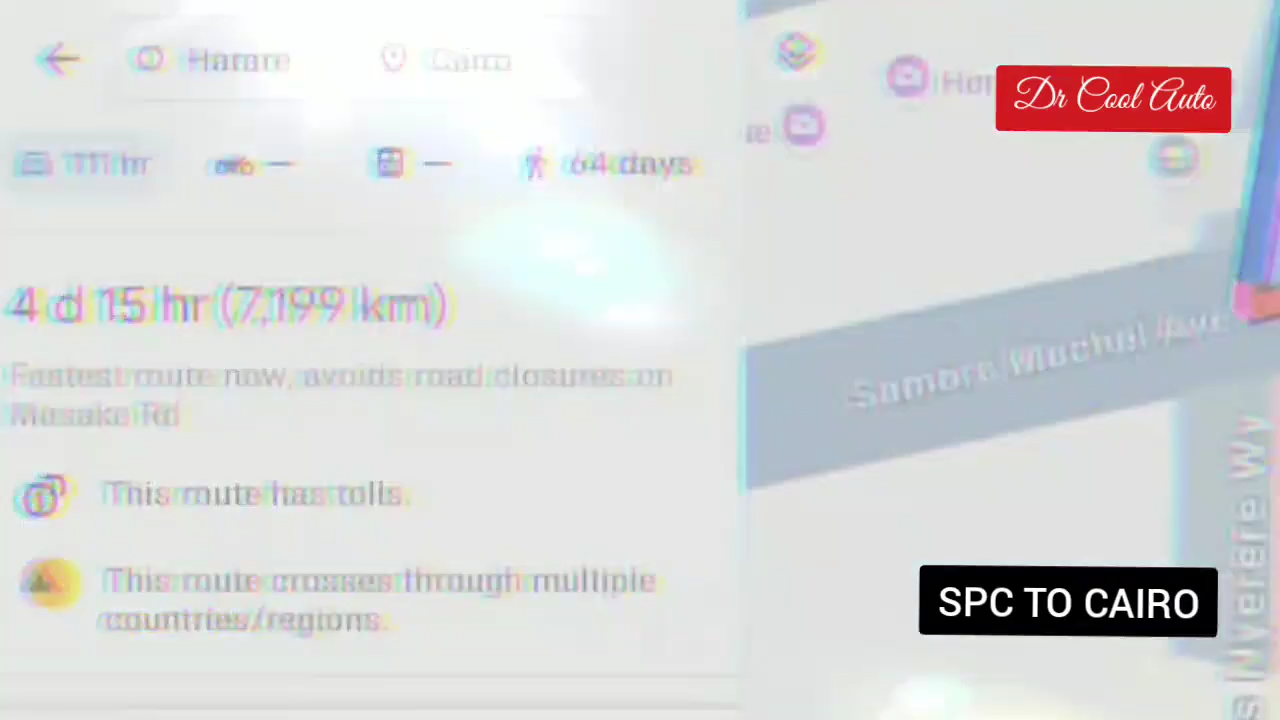 Harare
Cairo
111 hr
—
—
64 days
4 d 15 hr (7,199 km)
Fastest route now, avoids road closures on
Masaka Rd
This route has tolls.
This route crosses through multiple
countries/regions.
Dr Cool Auto
Samora Machel Ave
SPC TO CAIRO